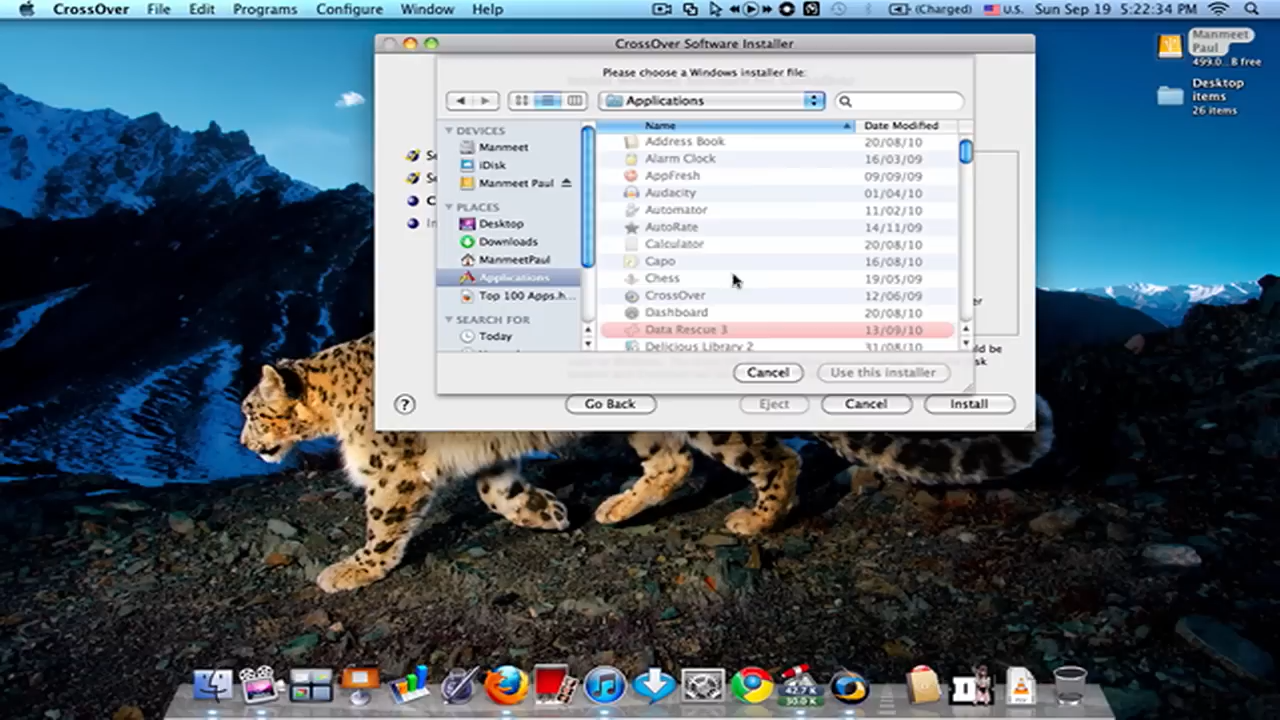 CrossOver File Edit Programs Configure Window Help (Charged) U.S. Sun Sep 19 5:22:34 PM
Manmeet
Paul
499.0...B free
Desktop
items
26 items
CrossOver Software Installer
Please choose a Windows installer file:
Applications
DEVICES
Manmeet
iDisk
Manmeet Paul
PLACES
Desktop
Downloads
ManmeetPaul
Applications
Top 100 Apps.h...
SEARCH FOR
Today
Name Date Modified
Address Book 20/08/10
Alarm Clock 16/03/09
AppFresh 09/09/09
Audacity 01/04/10
Automator 11/02/10
AutoRate 14/11/09
Calculator 20/08/10
Capo 16/08/10
Chess 19/05/09
CrossOver 12/06/09
Dashboard 20/08/10
Data Rescue 3 13/09/10
Delicious Library 2 31/08/10
Cancel Use this installer
? Go Back Eject Cancel Install